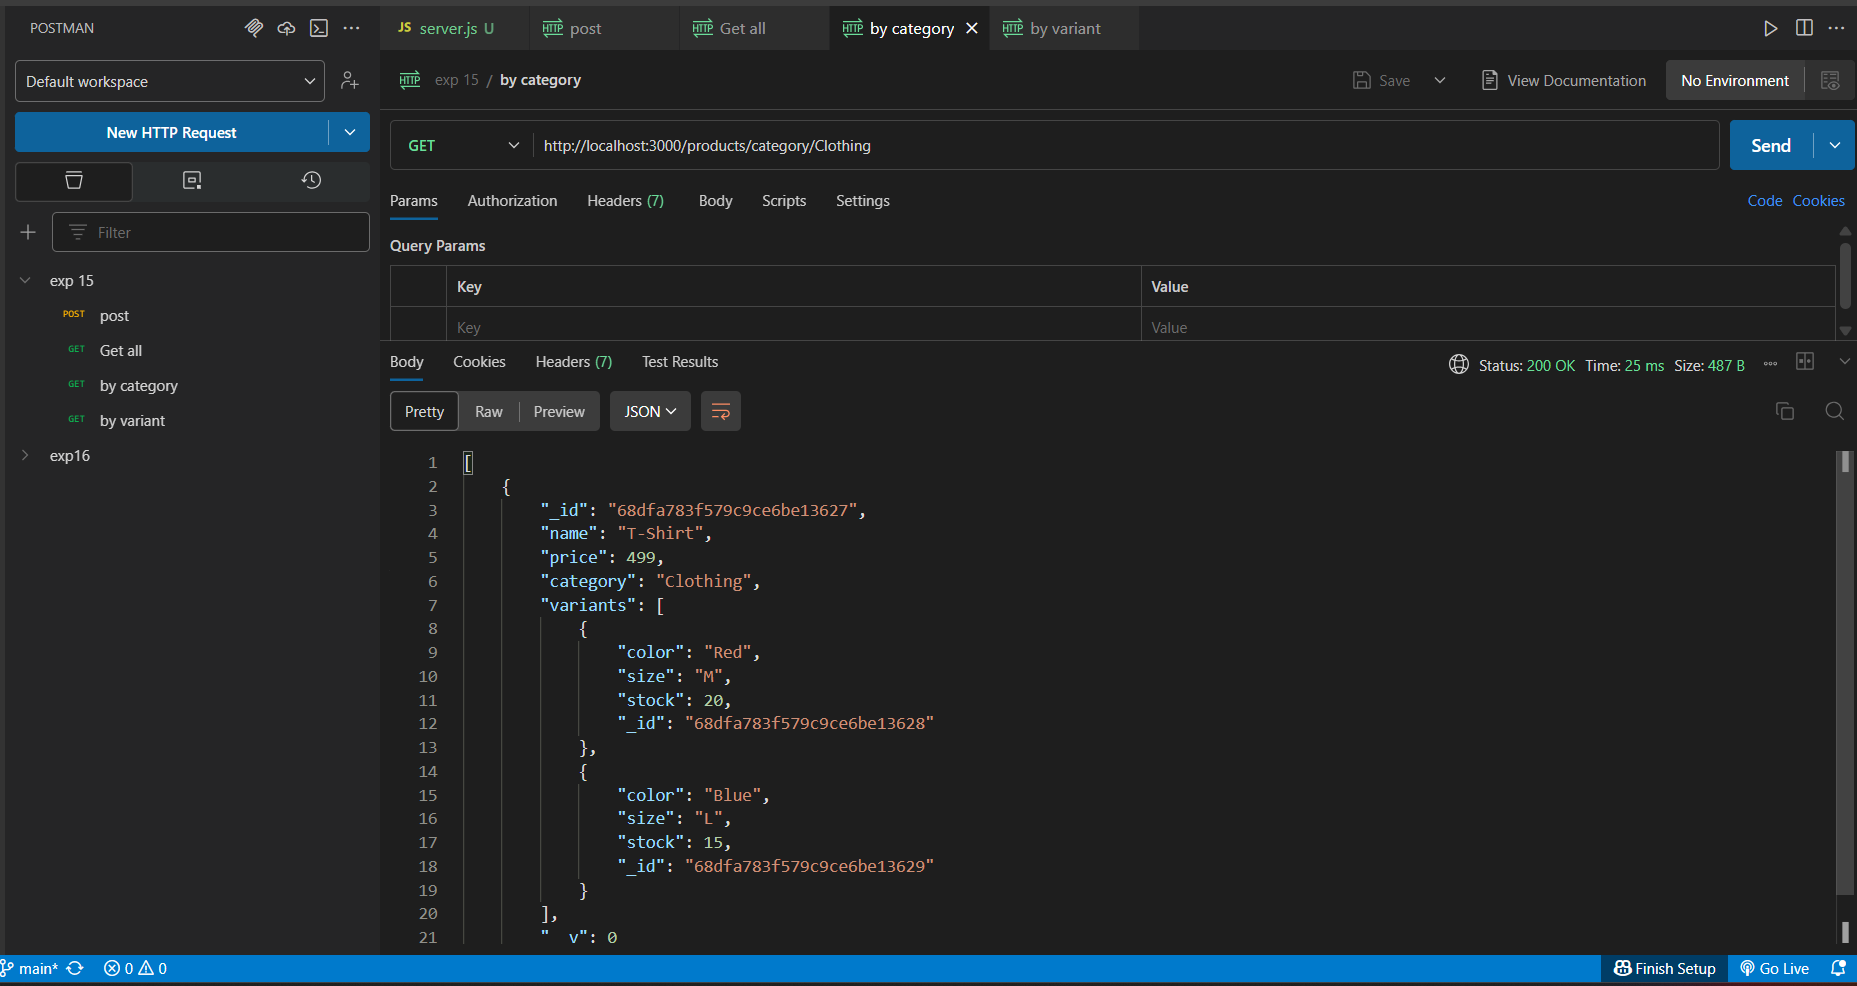 POSTMAN
JS server.js U
HTTP post
HTTP Get all
HTTP by category
HTTP by variant
Default workspace
HTTP exp 15 / by category
Save
View Documentation
No Environment
New HTTP Request
GET
http://localhost:3000/products/category/Clothing
Send
Params
Authorization
Headers (7)
Body
Scripts
Settings
Code
Cookies
Filter
Query Params
exp 15
Key
Value
POST post
Key
Value
GET Get all
GET by category
GET by variant
exp16
Body
Cookies
Headers (7)
Test Results
Status: 200 OK Time: 25 ms Size: 487 B
Pretty
Raw
Preview
JSON
1 [
2 {
3 "_id": "68dfa783f579c9ce6be13627",
4 "name": "T-Shirt",
5 "price": 499,
6 "category": "Clothing",
7 "variants": [
8 {
9 "color": "Red",
10 "size": "M",
11 "stock": 20,
12 "_id": "68dfa783f579c9ce6be13628"
13 },
14 {
15 "color": "Blue",
16 "size": "L",
17 "stock": 15,
18 "_id": "68dfa783f579c9ce6be13629"
19 }
20 ],
21 "__v": 0
main*
0 0
Finish Setup
Go Live